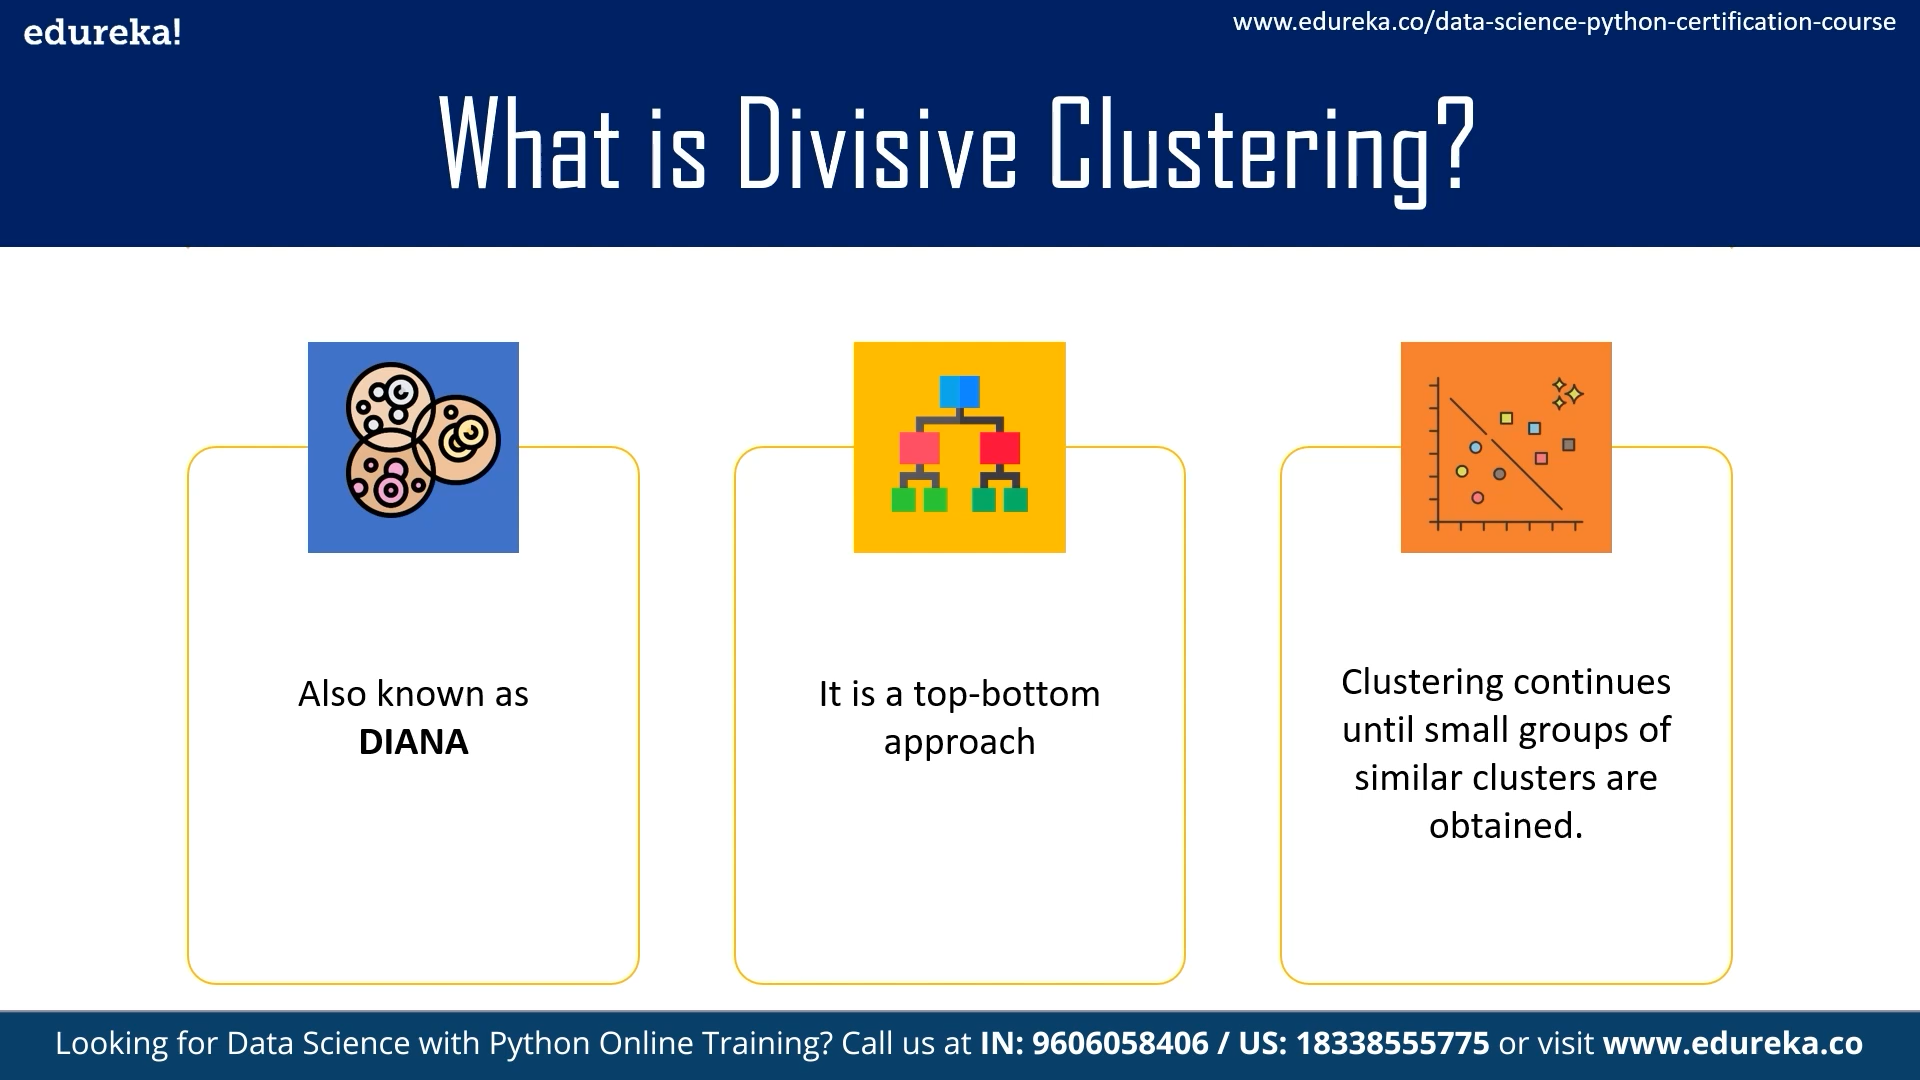 edureka!
www.edureka.co/data-science-python-certification-course
What is Divisive Clustering?
Also known as
DIANA
It is a top-bottom
approach
Clustering continues
until small groups of
similar clusters are
obtained.
Looking for Data Science with Python Online Training? Call us at IN: 9606058406 / US: 18338555775 or visit www.edureka.co